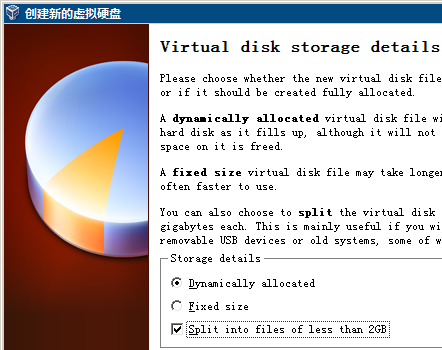 创建新的虚拟硬盘
Virtual disk storage details
Please choose whether the new virtual disk file
or if it should be created fully allocated.
A dynamically allocated virtual disk file
hard disk as it fills up, although it will not
space on it is freed.
A fixed size virtual disk file may take longer
often faster to use.
You can also choose to split the virtual disk
gigabytes each. This is mainly useful if you
removable USB devices or old systems, some of
Storage details
Dynamically allocated
Fixed size
Split into files of less than 2GB